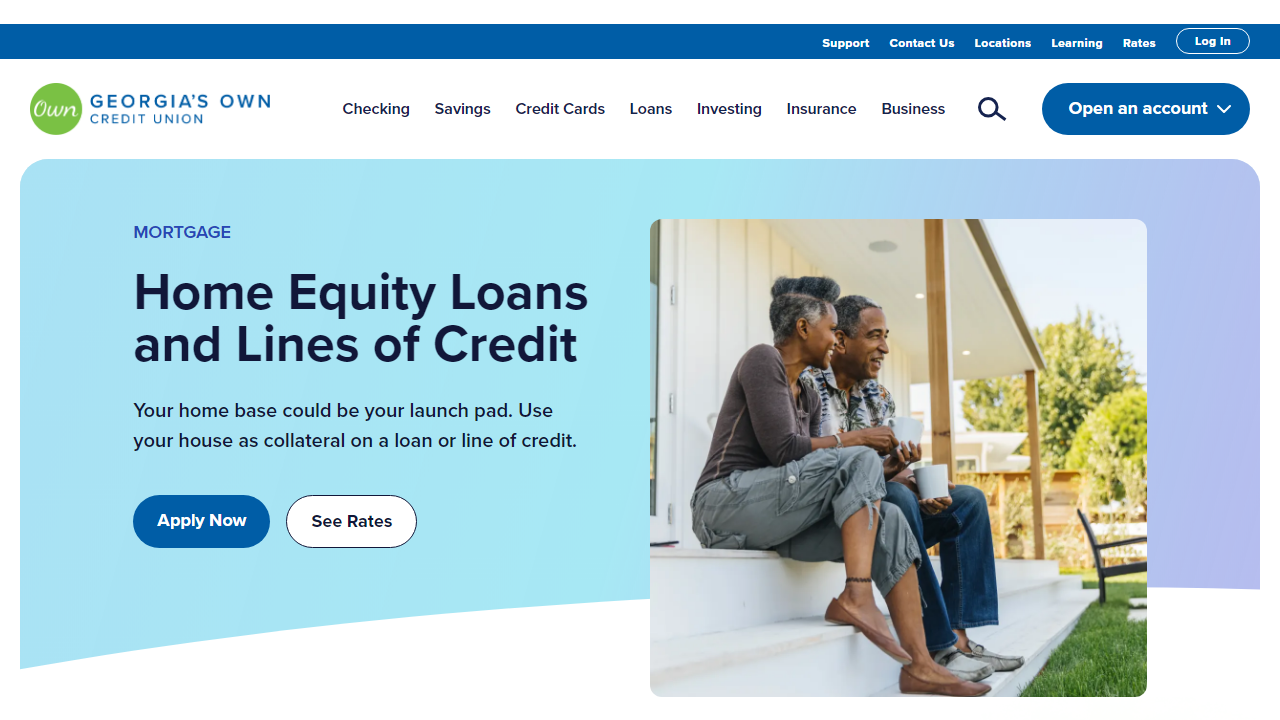 Support Contact Us Locations Learning Rates Log In
Own GEORGIA'S OWN
CREDIT UNION
Checking Savings Credit Cards Loans Investing Insurance Business Open an account
MORTGAGE
Home Equity Loans
and Lines of Credit
Your home base could be your launch pad. Use
your house as collateral on a loan or line of credit.
Apply Now See Rates